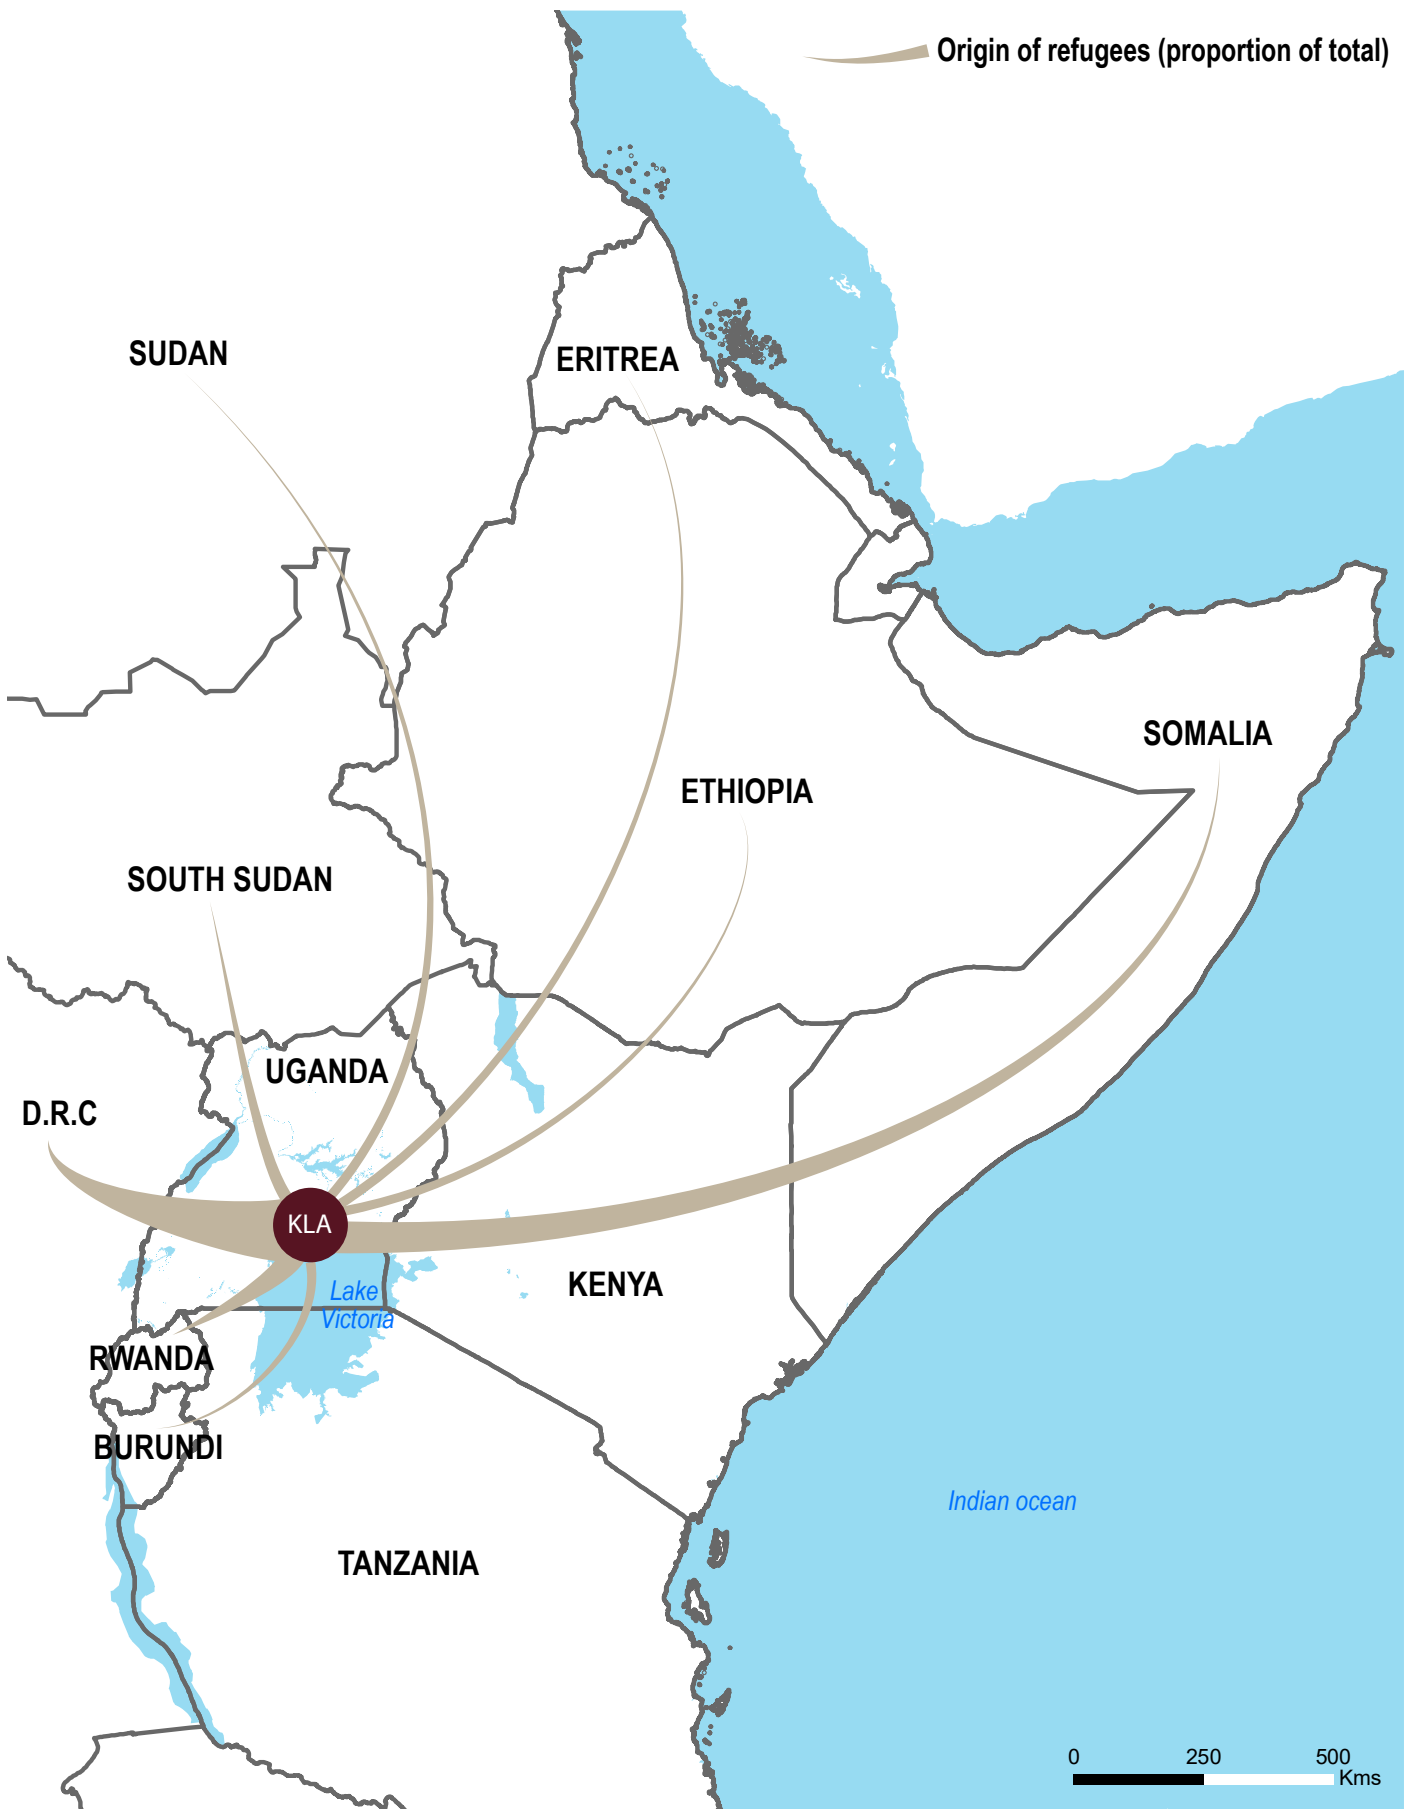 Origin of refugees (proportion of total)
SUDAN
ERITREA
SOMALIA
ETHIOPIA
SOUTH SUDAN
UGANDA
D.R.C
KLA
KENYA
Lake
Victoria
RWANDA
BURUNDI
Indian ocean
TANZANIA
0 250 500
Kms